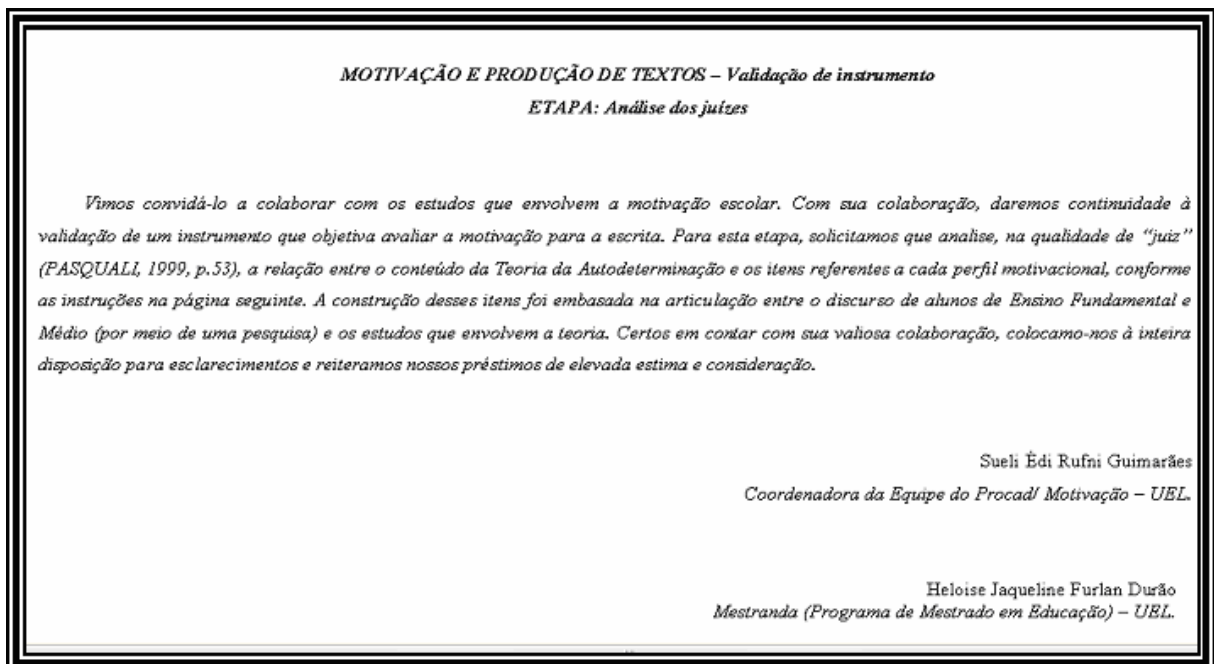 MOTIVAÇÃO E PRODUÇÃO DE TEXTOS – Validação de instrumento
ETAPA: Análise dos juízes
Vimos convidá-lo a colaborar com os estudos que envolvem a motivação escolar. Com sua colaboração, daremos continuidade à
validação de um instrumento que objetiva avaliar a motivação para a escrita. Para esta etapa, solicitamos que analise, na qualidade de “juiz”
(PASQUALI, 1999, p.53), a relação entre o conteúdo da Teoria da Autodeterminação e os itens referentes a cada perfil motivacional, conforme
as instruções na página seguinte. A construção desses itens foi embasada na articulação entre o discurso de alunos de Ensino Fundamental e
Médio (por meio de uma pesquisa) e os estudos que envolvem a teoria. Certos em contar com sua valiosa colaboração, colocamo-nos à inteira
disposição para esclarecimentos e reiteramos nossos préstimos de elevada estima e consideração.
Sueli Édi Rufni Guimarães
Coordenadora da Equipe do Procad/ Motivação – UEL.
Heloise Jaqueline Furlan Durão
Mestranda (Programa de Mestrado em Educação) – UEL.